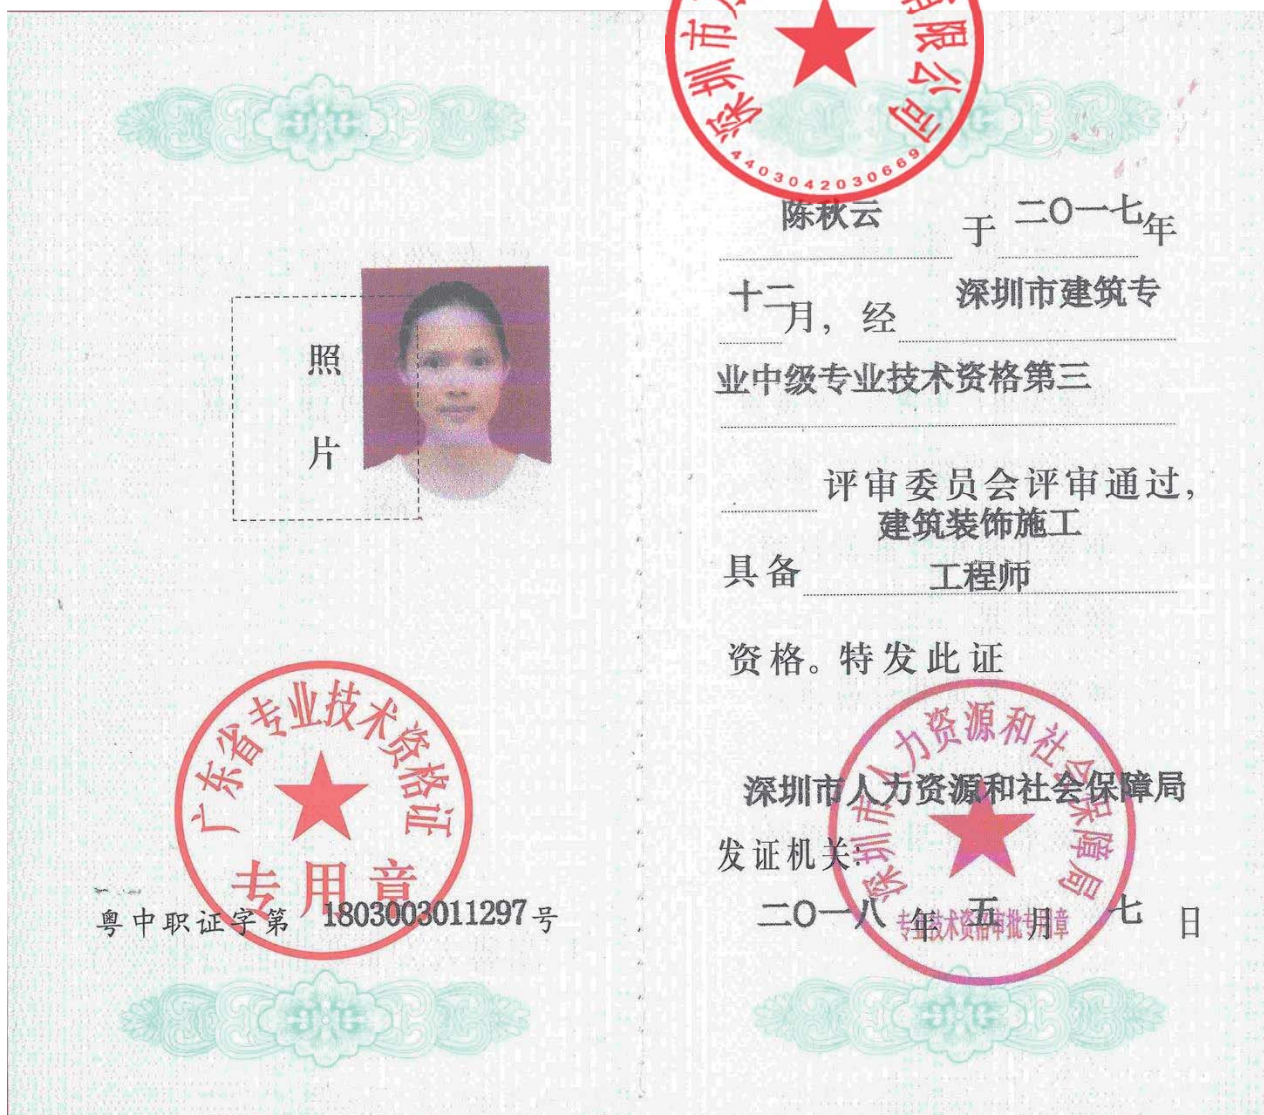 照
片
广东省专业技术资格证
专用章
粤中职证字第 1803003011297 号
深圳市
有限公司
4403042030669
陈秋云 于 二〇一七年
十二月，经 深圳市建筑专
业中级专业技术资格第三
评审委员会评审通过，
建筑装饰施工
具备 工程师
资格。特发此证
深圳市人力资源和社会保障局
深圳市人力资源和社会保障局
发证机关:
二〇一八 年 五 月 七 日
专业技术资格审批专用章